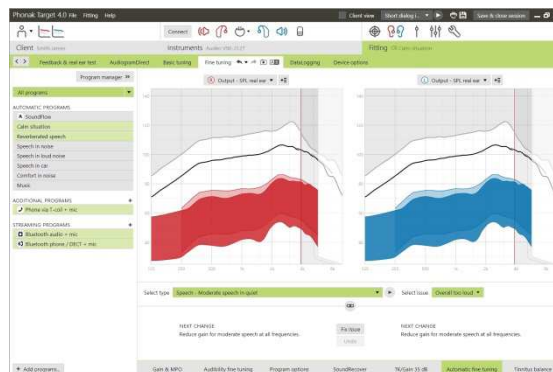 Phonak Target 4.0 File Fitting Help
Client view
Save & close session
Connect
Client
Instruments
Fitting
Feedback & real ear test AudiogramDirect Basic tuning Fine tuning DataLogging Device options
Program manager
All programs
Output - SPL real ear
Output - SPL real ear
AUTOMATIC PROGRAMS
SoundFlow
Calm situation
Reverberated speech
Speech in noise
Speech in loud noise
Speech in car
Comfort in noise
Music
ADDITIONAL PROGRAMS +
Phone via T-coil + mic
STREAMING PROGRAMS +
Bluetooth audio + mic
Bluetooth phone / DECT + mic
Select type Speech - Moderate speech in quiet Select issue Overall too loud
NEXT CHANGE
Reduce gain for moderate speech at all frequencies.
Fix issue
Undo
NEXT CHANGE
Reduce gain for moderate speech at all frequencies.
+ Add programs...
Gain & MPO Audibility fine tuning Program options SoundRecover TK/Gain 35 dB Automatic fine tuning Tinnitus balance